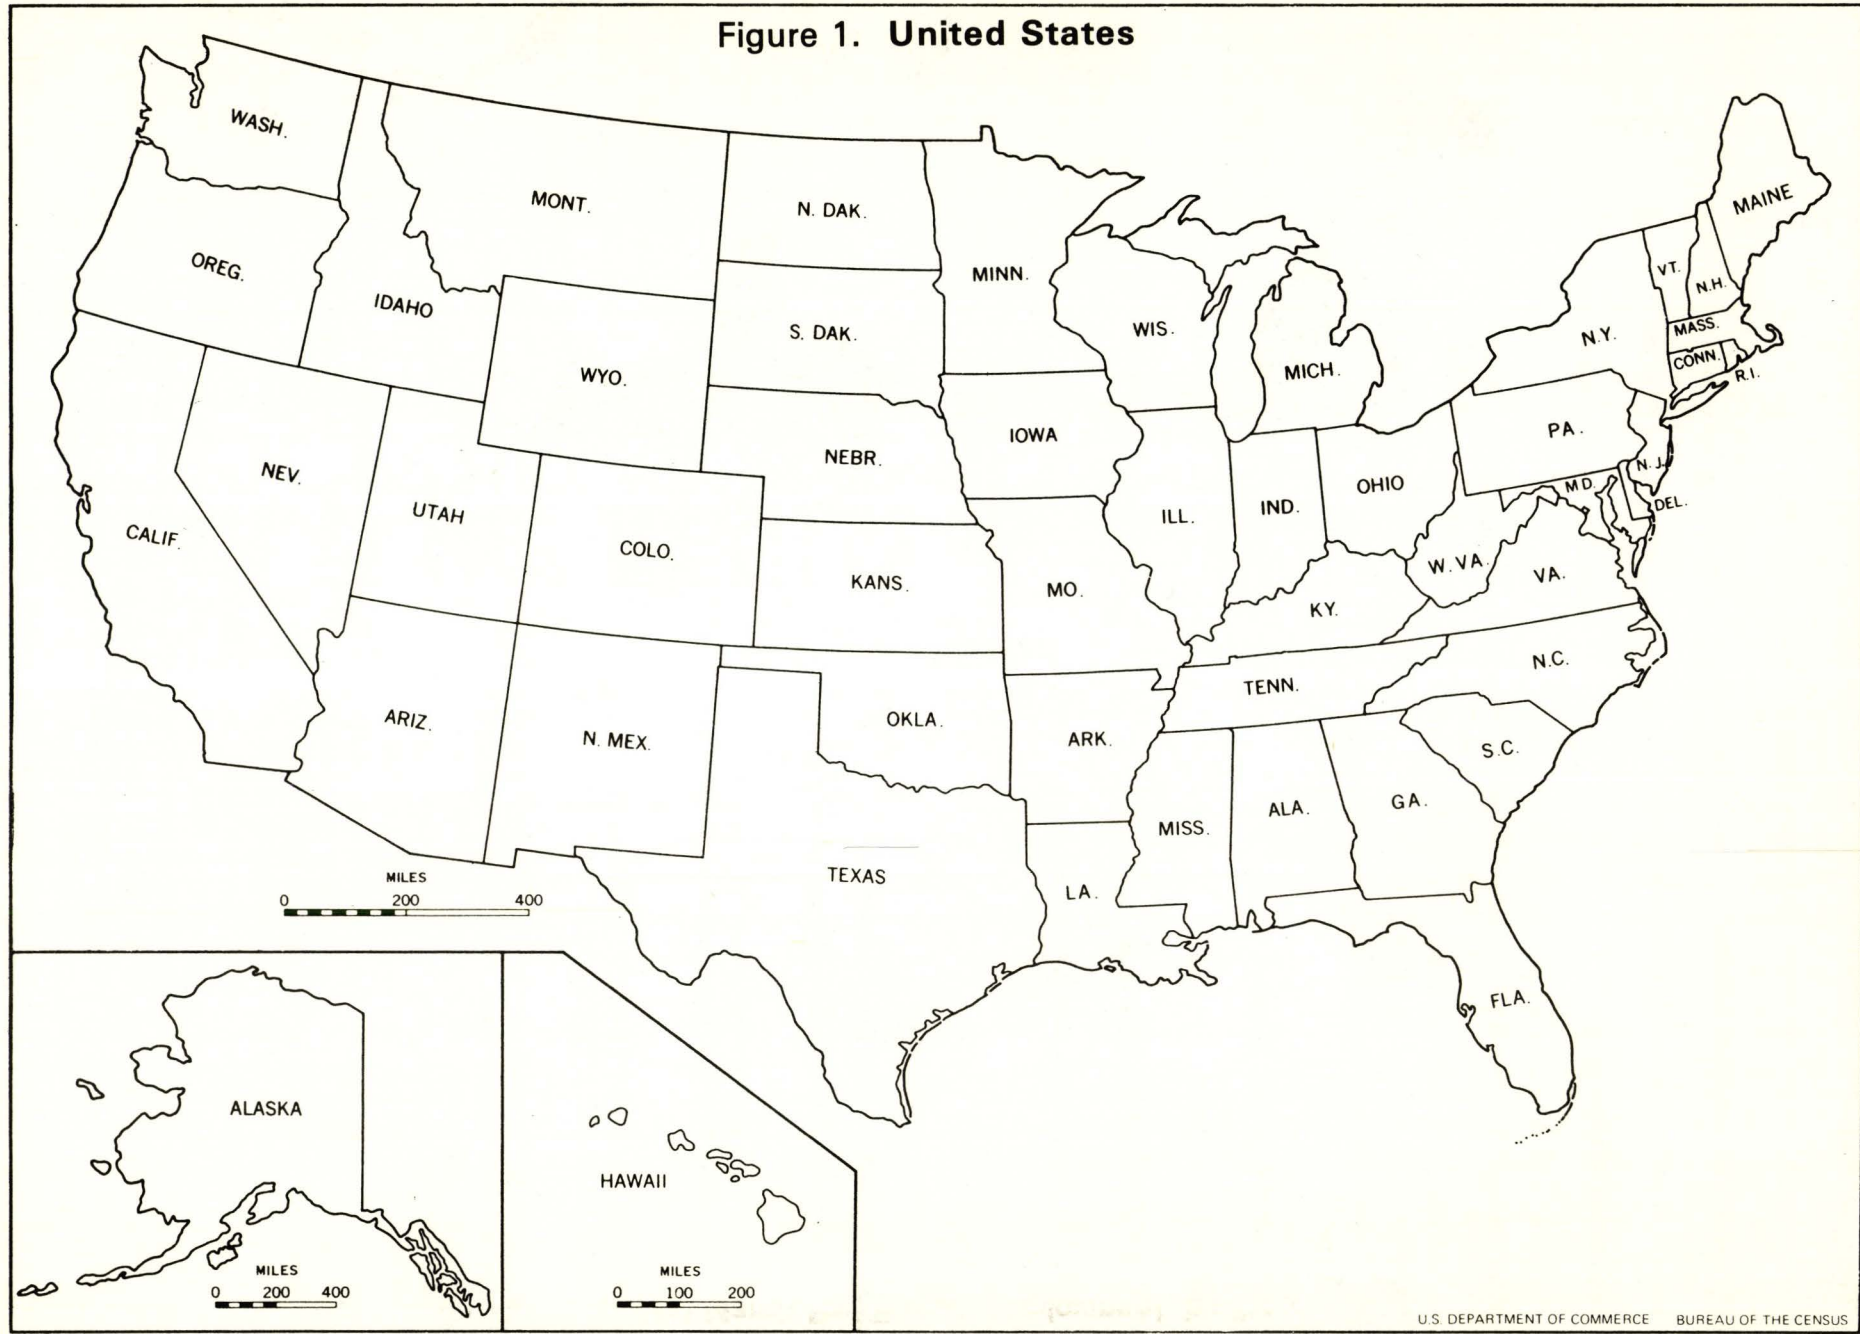 Figure 1. United States
WASH.
MONT.
N. DAK.
MINN.
MAINE
OREG.
IDAHO
S. DAK.
WIS.
MICH.
VT.
N.H.
N.Y.
MASS.
CONN.
R.I.
WYO.
NEBR.
IOWA
PA.
N.J.
NEV.
UTAH
COLO.
ILL.
IND.
OHIO
MD.
DEL.
CALIF.
KANS.
MO.
W.VA.
VA.
KY.
ARIZ.
N. MEX.
OKLA.
ARK.
TENN.
N.C.
S.C.
TEXAS
LA.
MISS.
ALA.
GA.
FLA.
MILES
0 200 400
ALASKA
MILES
0 200 400
HAWAII
MILES
0 100 200
U.S. DEPARTMENT OF COMMERCE BUREAU OF THE CENSUS